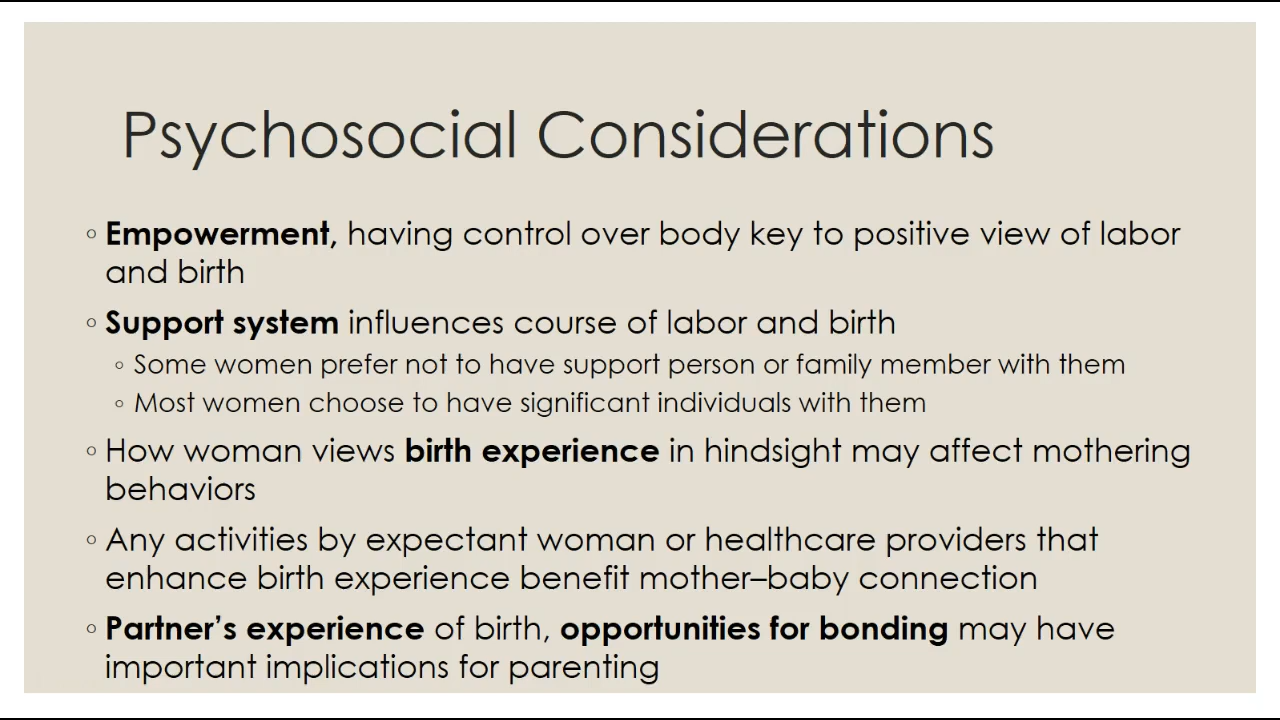 Psychosocial Considerations
◦ Empowerment, having control over body key to positive view of labor
and birth
◦ Support system influences course of labor and birth
◦ Some women prefer not to have support person or family member with them
◦ Most women choose to have significant individuals with them
◦ How woman views birth experience in hindsight may affect mothering
behaviors
◦ Any activities by expectant woman or healthcare providers that
enhance birth experience benefit mother–baby connection
◦ Partner’s experience of birth, opportunities for bonding may have
important implications for parenting